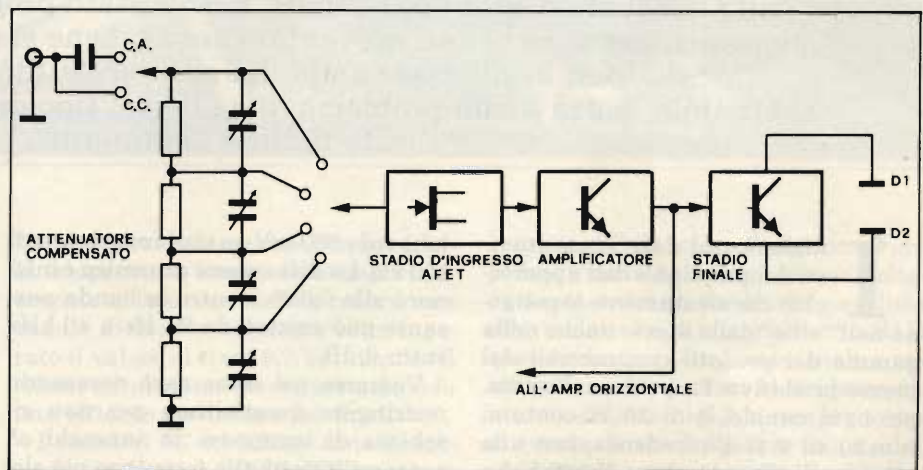 C.A.
C.C.
ATTENUATORE
COMPENSATO
STADIO D'INGRESSO
A FET
AMPLIFICATORE
STADIO
FINALE
D1
D2
ALL'AMP. ORIZZONTALE